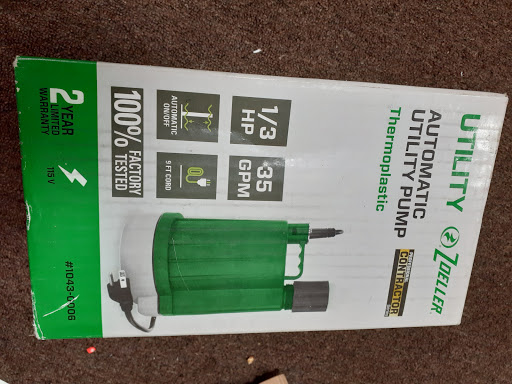 UTILITY
ZOELLER
AUTOMATIC
UTILITY PUMP
Thermoplastic
CONTRACTOR
1/3
HP
35
GPM
AUTOMATIC
ON/OFF
9 FT CORD
100% FACTORY
TESTED
2 YEAR
LIMITED
WARRANTY
115 V
#1043-0006